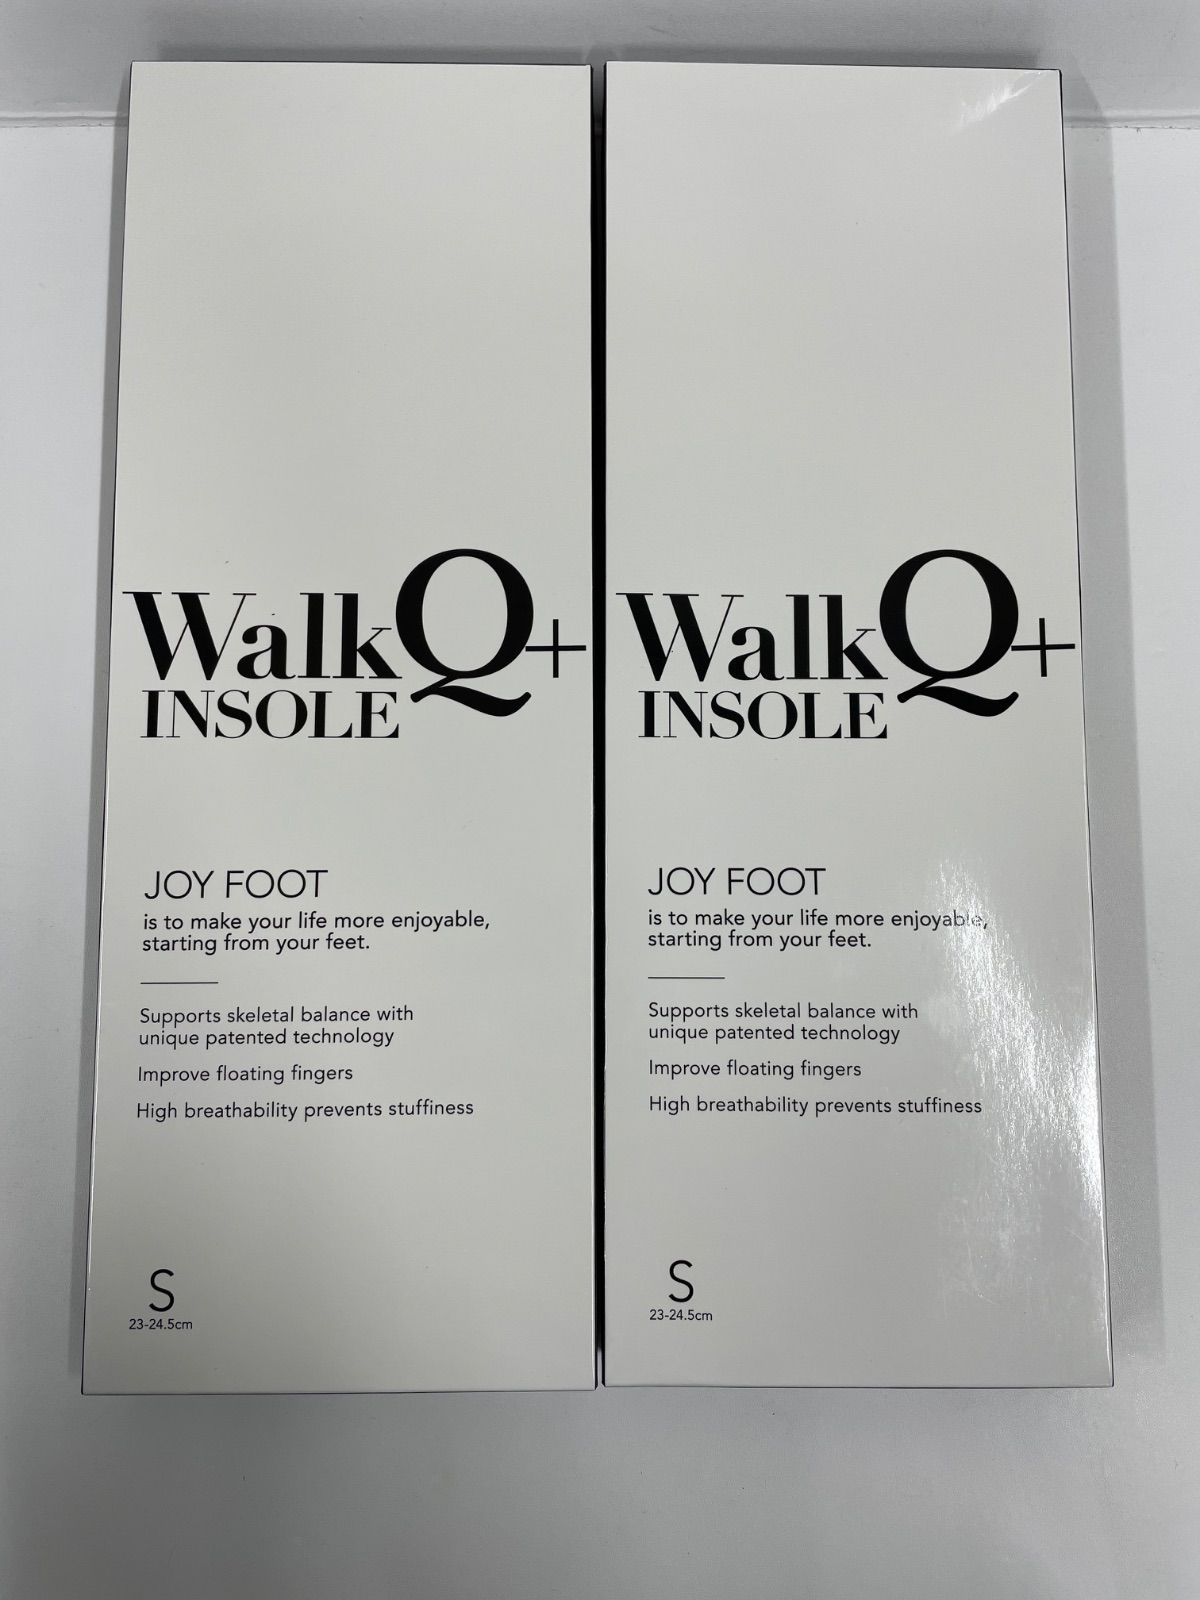 WalkQ+
INSOLE
JOY FOOT
is to make your life more enjoyable,
starting from your feet.
Supports skeletal balance with
unique patented technology
Improve floating fingers
High breathability prevents stuffiness
S
23-24.5cm
WalkQ+
INSOLE
JOY FOOT
is to make your life more enjoyable,
starting from your feet.
Supports skeletal balance with
unique patented technology
Improve floating fingers
High breathability prevents stuffiness
S
23-24.5cm